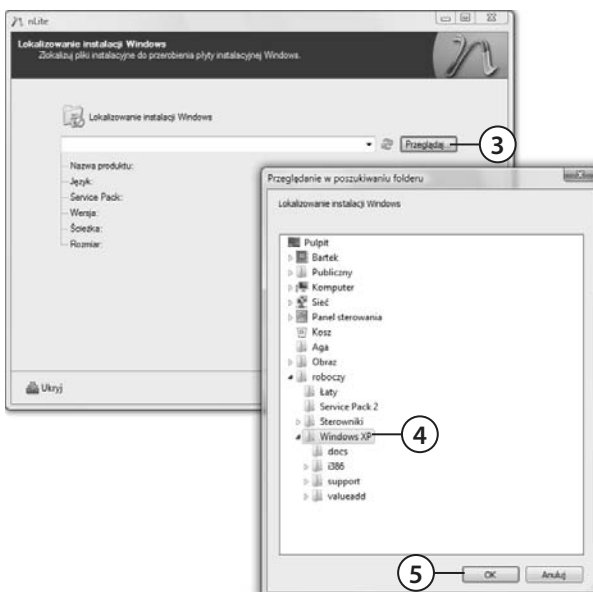 nLite
Lokalizowanie instalacji Windows
Zlokalizuj pliki instalacyjne do przerobienia płyty instalacyjnej Windows.
Lokalizowanie instalacji Windows
Przeglądaj...
3
Nazwa produktu:
Język:
Service Pack:
Wersja:
Ścieżka:
Rozmiar:
Ukryj
Przeglądanie w poszukiwaniu folderu
Lokalizowanie instalacji Windows
Pulpit
Bartek
Publiczny
Komputer
Sieć
Panel sterowania
Kosz
Aga
Obraz
roboczy
Łaty
Service Pack 2
Sterowniki
Windows XP
4
docs
i386
support
valueadd
5
OK
Anuluj